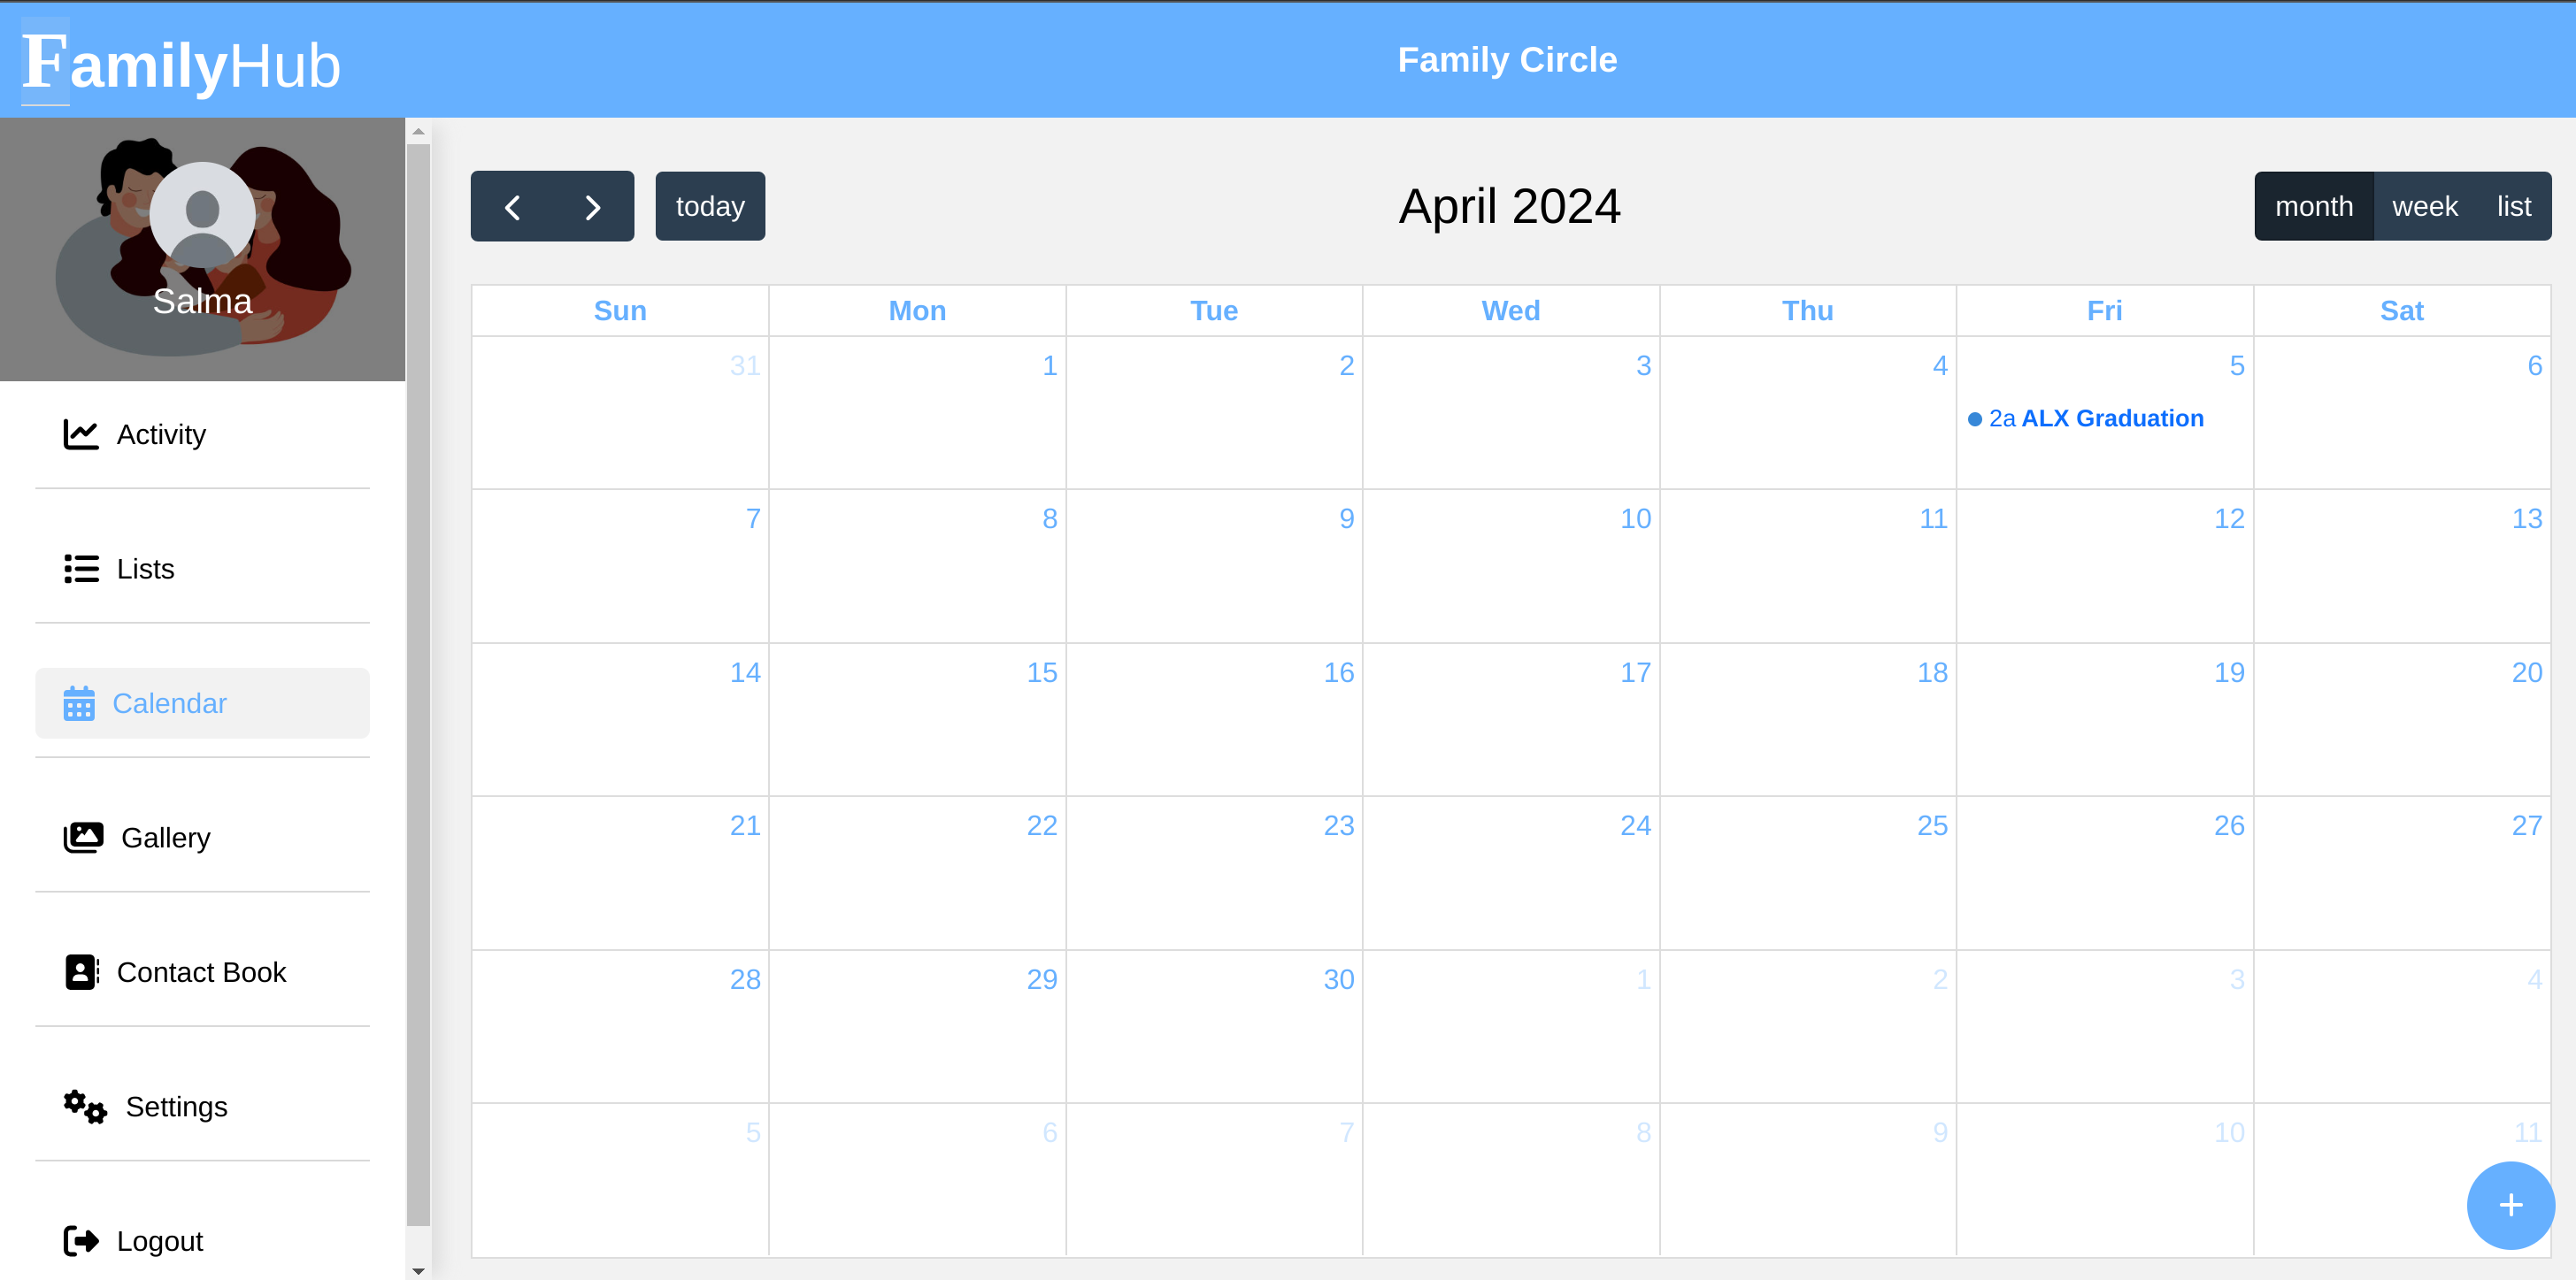 FamilyHub
Family Circle
Salma
Activity
Lists
Calendar
Gallery
Contact Book
Settings
Logout
today
April 2024
month week list
Sun Mon Tue Wed Thu Fri Sat
31 1 2 3 4 5 6
2a ALX Graduation
7 8 9 10 11 12 13
14 15 16 17 18 19 20
21 22 23 24 25 26 27
28 29 30 1 2 3 4
5 6 7 8 9 10 11
+